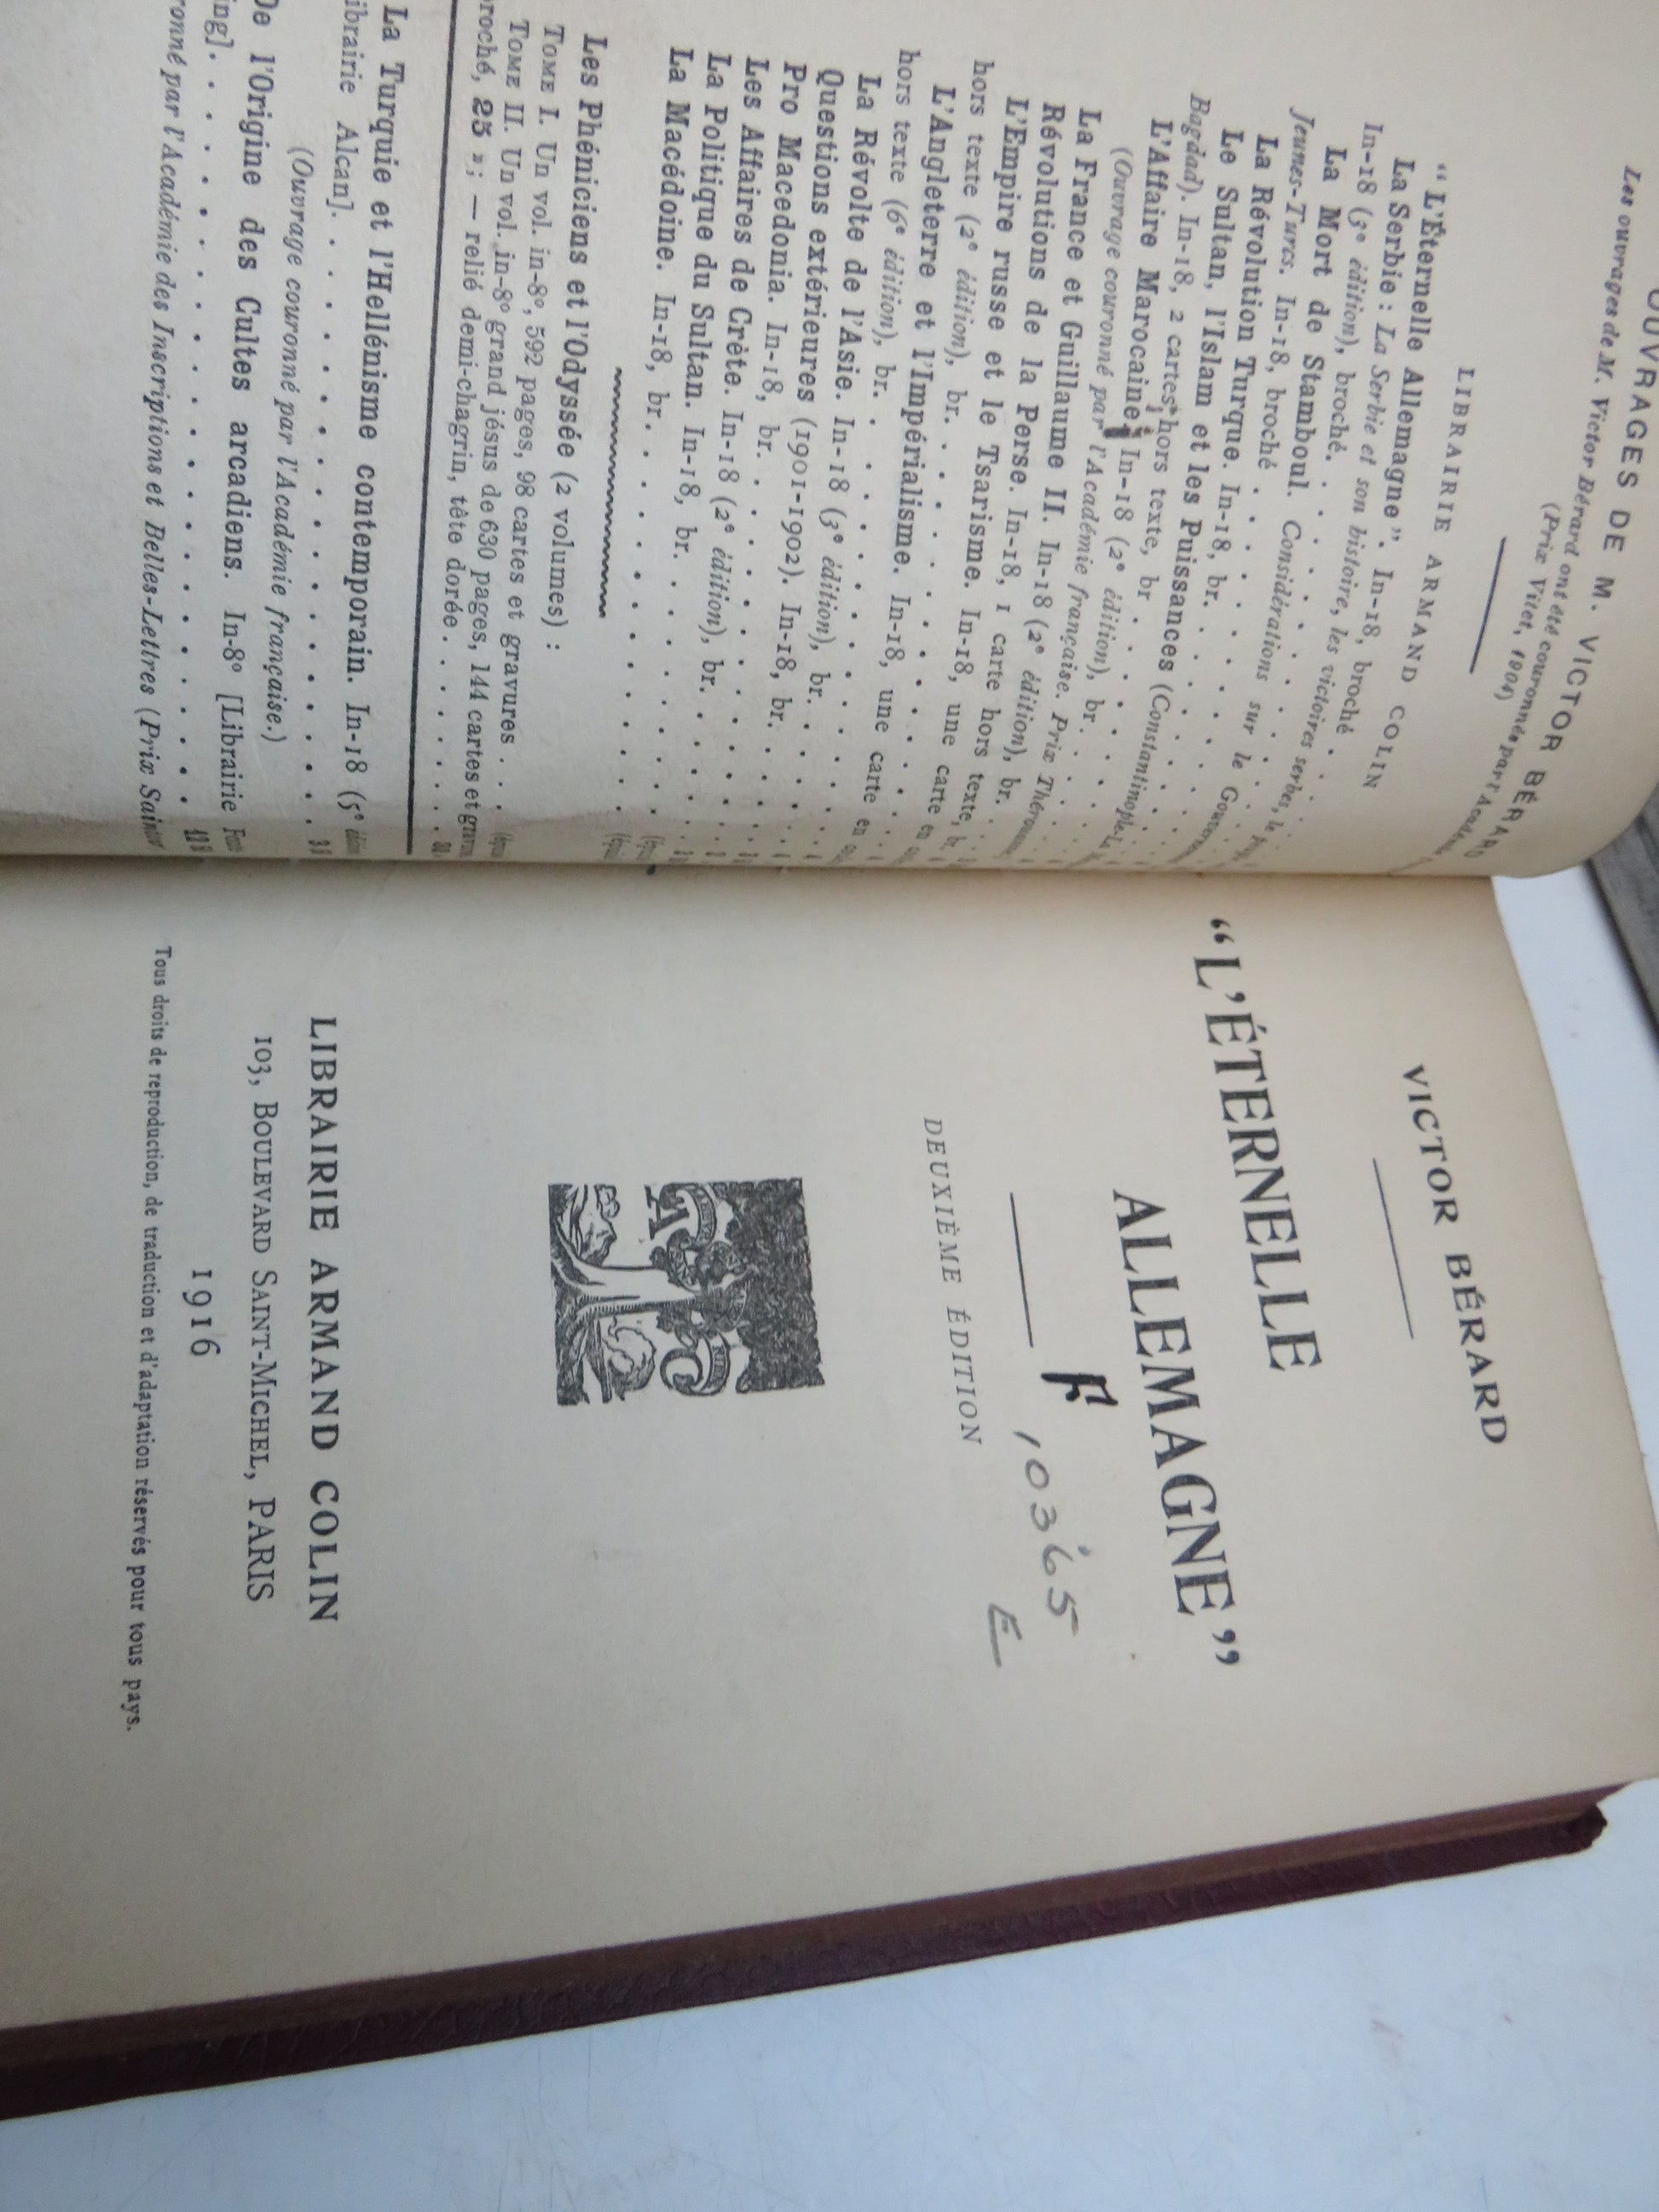 OUVRAGES DE M. VICTOR BÉRARD
Les ouvrages de M. Victor Bérard ont été couronnés par l'Académie
(Prix Vitet, 1904)
LIBRAIRIE ARMAND COLIN
“L'Éternelle Allemagne”. In-18, broché
La Serbie : La Serbie et son histoire, les victoires serbes,
In-18 (3e édition), broché.
La Mort de Stamboul. Considérations sur le
Jeunes-Turcs. In-18, broché
La Révolution Turque. In-18, br.
Le Sultan, l'Islam et les Puissances (Constantinople
Bagdad). In-18, 2 cartes hors texte, br
L'Affaire Marocaine. In-18 (2e édition), br
(Ouvrage couronné par l'Académie française. Prix
La France et Guillaume II. In-18 (2e édition), br.
Révolutions de la Perse. In-18, 1 carte hors texte,
L'Empire russe et le Tsarisme. In-18, une carte en
hors texte (2e édition), br.
L'Angleterre et l'Impérialisme. In-18, une carte en
hors texte (6e édition), br.
La Révolte de l'Asie. In-18 (3e édition), br.
Questions extérieures (1901-1902). In-18, br.
Pro Macedonia. In-18, br.
Les Affaires de Crète. In-18 (2e édition), br.
La Politique du Sultan. In-18, br.
La Macédoine. In-18, br.
Les Phéniciens et l'Odyssée (2 volumes) :
TOME I. Un vol. in-8°, 592 pages, 98 cartes et gravures
TOME II. Un vol. in-8° grand jésus de 630 pages, 144 cartes et
broché, 25 »; — relié demi-chagrin, tête dorée.
La Turquie et l'Hellénisme contemporain. In-18 (5e
ibrairie Alcan].
(Ouvrage couronné par l'Académie française.)
De l'Origine des Cultes arcadiens. In-8° [Librairie
ing].
ronné par l'Académie des Inscriptions et Belles-Lettres (Prix
VICTOR BÉRARD
“L'ÉTERNELLE
ALLEMAGNE”
10365
E
DEUXIÈME ÉDITION
A
C
LIBRAIRIE ARMAND COLIN
103, BOULEVARD SAINT-MICHEL, PARIS
1916
Tous droits de reproduction, de traduction et d'adaptation réservés pour tous pays.